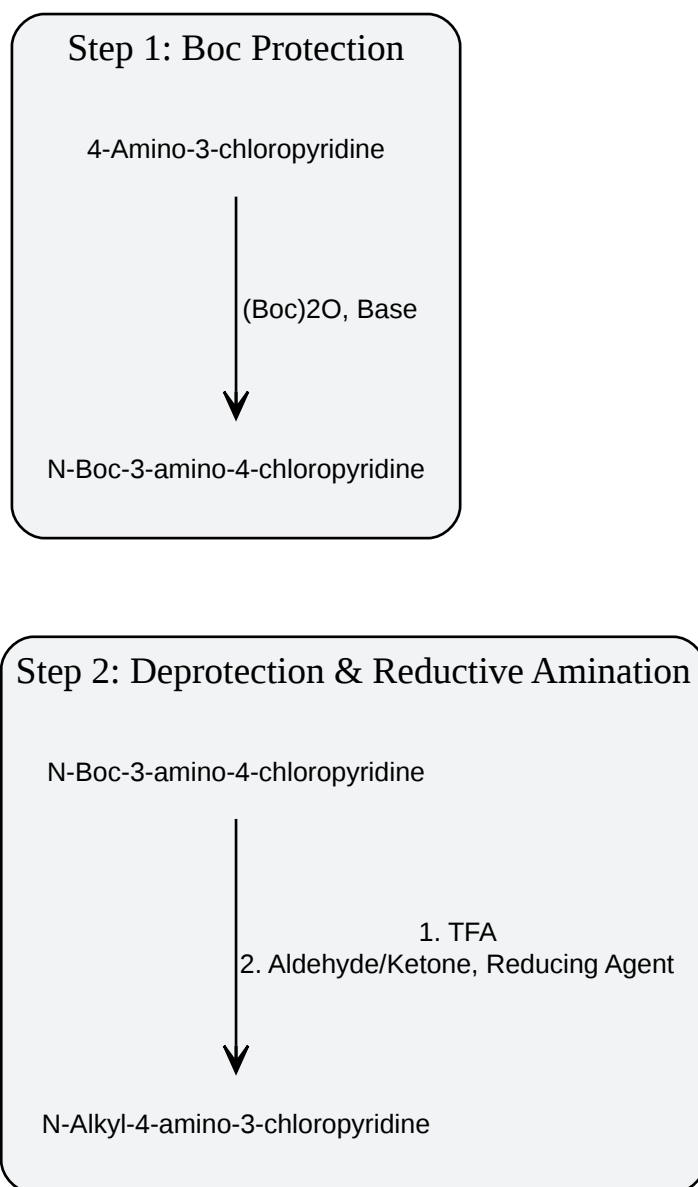 Step 1: Boc Protection
4-Amino-3-chloropyridine
(Boc)2O, Base
N-Boc-3-amino-4-chloropyridine
Step 2: Deprotection & Reductive Amination
N-Boc-3-amino-4-chloropyridine
1. TFA
2. Aldehyde/Ketone, Reducing Agent
N-Alkyl-4-amino-3-chloropyridine